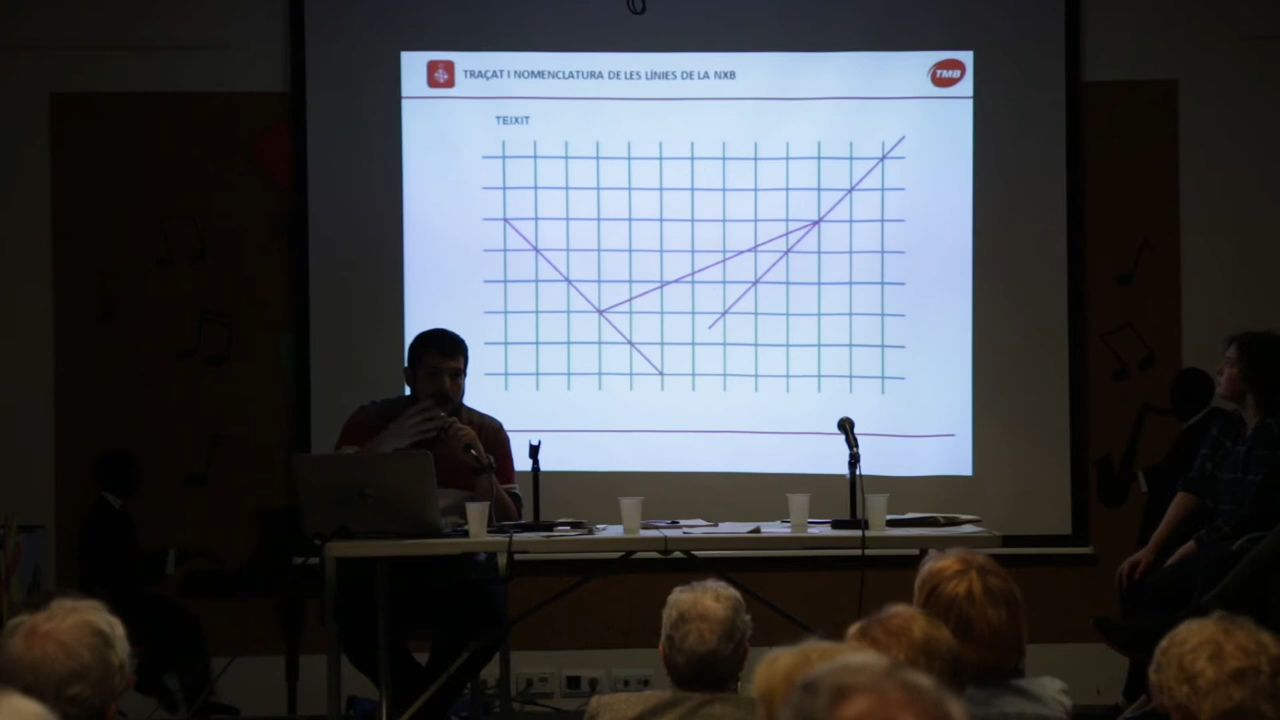 TRAÇAT I NOMENCLATURA DE LES LÍNIES DE LA NXB
TMB
TEIXIT